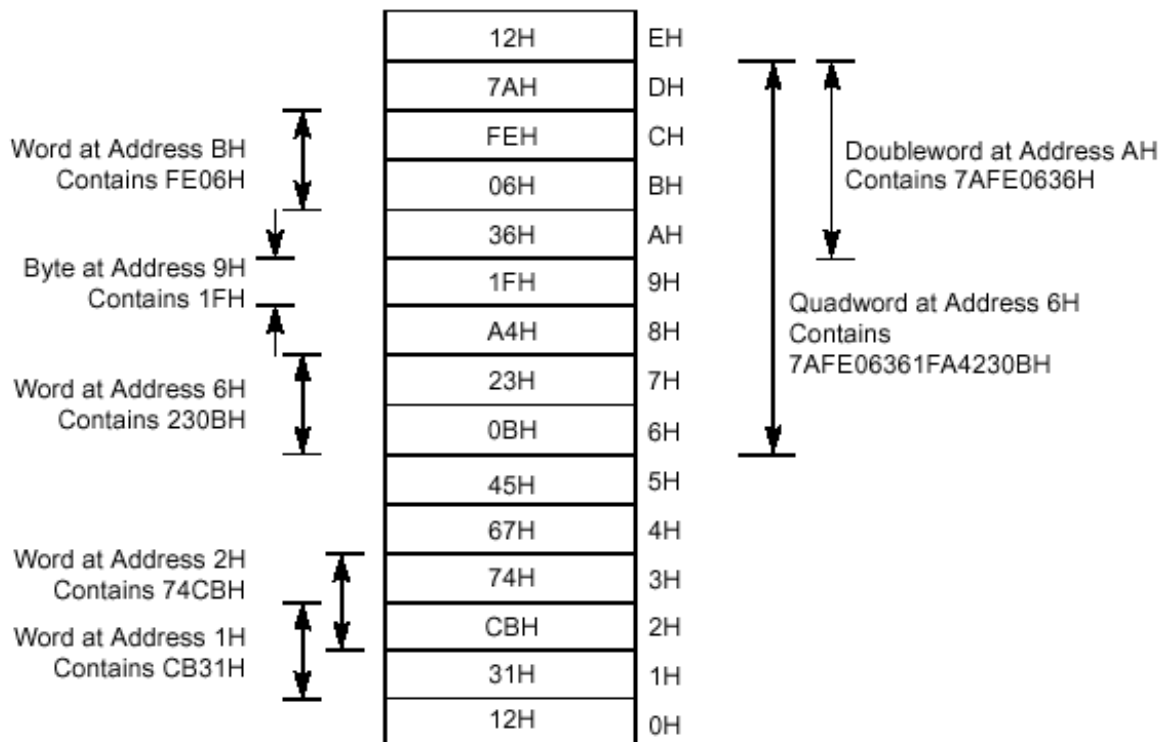 12H EH
7AH DH
FEH CH
06H BH
36H AH
1FH 9H
A4H 8H
23H 7H
0BH 6H
45H 5H
67H 4H
74H 3H
CBH 2H
31H 1H
12H 0H
Word at Address BH
Contains FE06H
Byte at Address 9H
Contains 1FH
Word at Address 6H
Contains 230BH
Word at Address 2H
Contains 74CBH
Word at Address 1H
Contains CB31H
Doubleword at Address AH
Contains 7AFE0636H
Quadword at Address 6H
Contains
7AFE06361FA4230BH